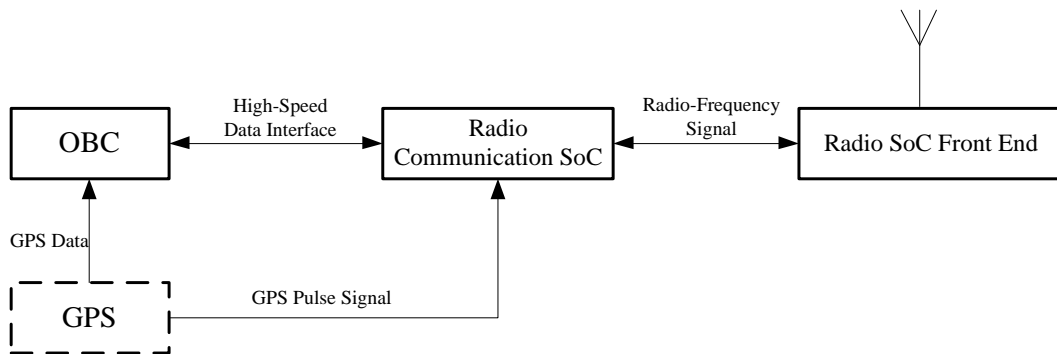 OBC
High-Speed
Data Interface
Radio
Communication SoC
Radio-Frequency
Signal
Radio SoC Front End
GPS Data
GPS
GPS Pulse Signal